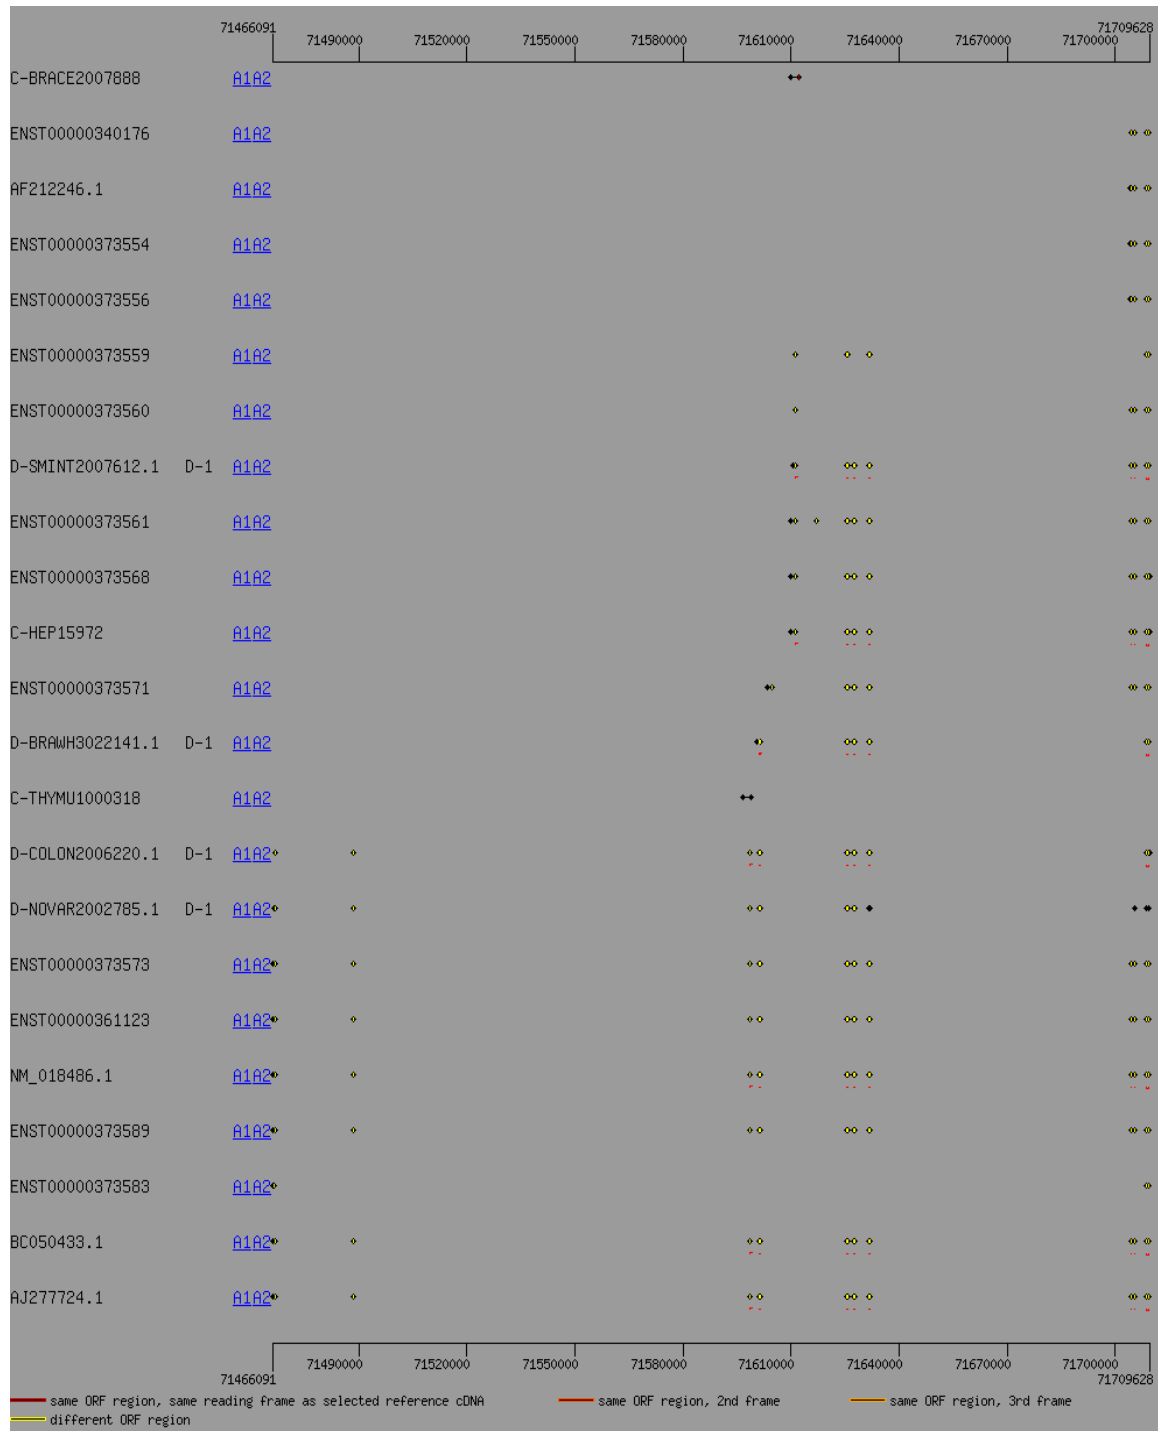 71466091 71709628
71490000 71520000 71550000 71580000 71610000 71640000 71670000 71700000
C-BRACE2007888 A1A2
ENST00000340176 A1A2
AF212246.1 A1A2
ENST00000373554 A1A2
ENST00000373556 A1A2
ENST00000373559 A1A2
ENST00000373560 A1A2
D-SMINT2007612.1 D-1 A1A2
ENST00000373561 A1A2
ENST00000373568 A1A2
C-HEP15972 A1A2
ENST00000373571 A1A2
D-BRAWH3022141.1 D-1 A1A2
C-THYMU1000318 A1A2
D-COLON2006220.1 D-1 A1A2
D-NOVAR2002785.1 D-1 A1A2
ENST00000373573 A1A2
ENST00000361123 A1A2
NM_018486.1 A1A2
ENST00000373589 A1A2
ENST00000373583 A1A2
BC050433.1 A1A2
AJ277724.1 A1A2
71490000 71520000 71550000 71580000 71610000 71640000 71670000 71700000
71466091 71709628
same ORF region, same reading frame as selected reference cDNA same ORF region, 2nd frame same ORF region, 3rd frame
different ORF region